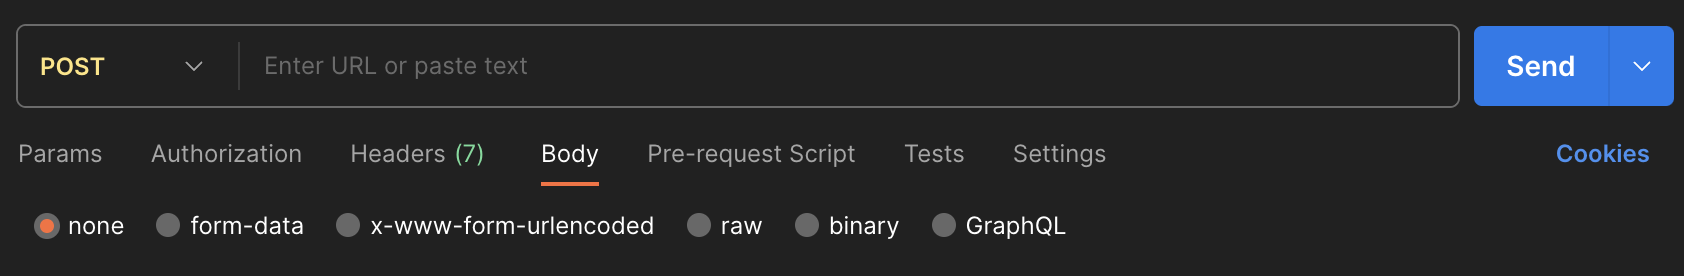 POST Enter URL or paste text Send
Params Authorization Headers (7) Body Pre-request Script Tests Settings Cookies
none form-data x-www-form-urlencoded raw binary GraphQL